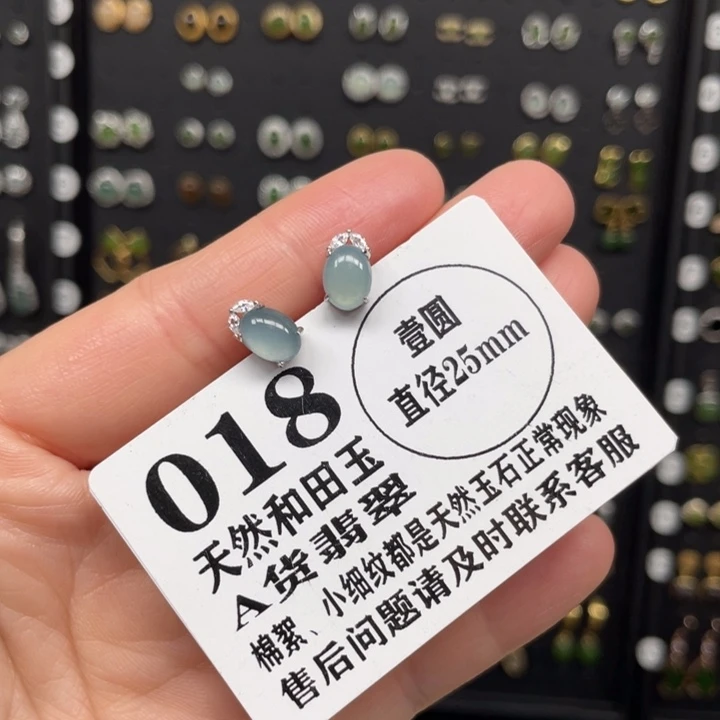 壹圆
直径25mm
018
天然和田玉
A货翡翠
棉絮、小细纹都是天然玉石正常现象
售后问题请及时联系客服